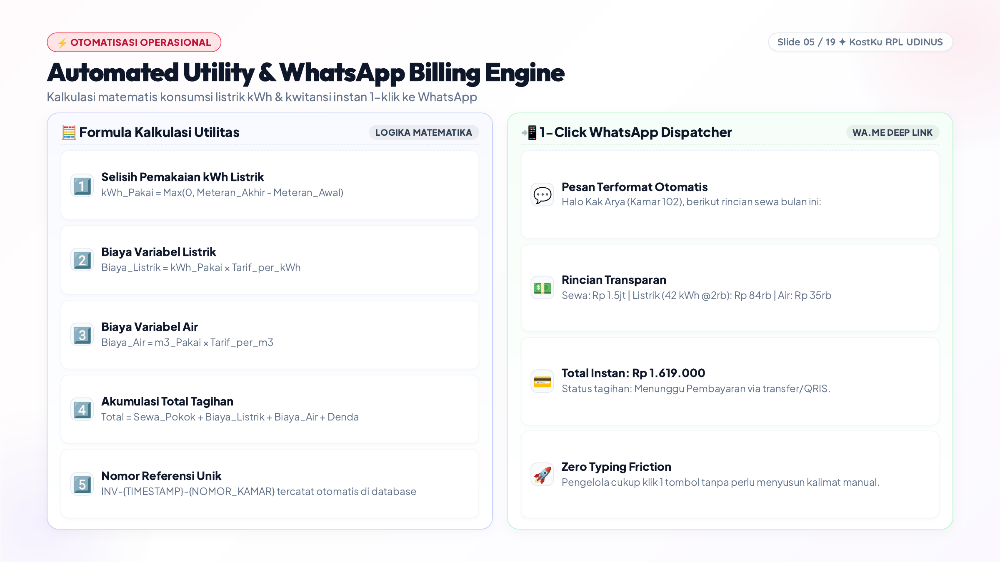 ⚡ OTOMATISASI OPERASIONAL
Slide 05 / 19 ✦ KostKu RPL UDINUS
Automated Utility & WhatsApp Billing Engine
Kalkulasi matematis konsumsi listrik kWh & kwitansi instan 1-klik ke WhatsApp
🧮 Formula Kalkulasi Utilitas
LOGIKA MATEMATIKA
1 Selisih Pemakaian kWh Listrik
kWh_Pakai = Max(0, Meteran_Akhir - Meteran_Awal)
2 Biaya Variabel Listrik
Biaya_Listrik = kWh_Pakai × Tarif_per_kWh
3 Biaya Variabel Air
Biaya_Air = m3_Pakai × Tarif_per_m3
4 Akumulasi Total Tagihan
Total = Sewa_Pokok + Biaya_Listrik + Biaya_Air + Denda
5 Nomor Referensi Unik
INV-{TIMESTAMP}-{NOMOR_KAMAR} tercatat otomatis di database
📲 1-Click WhatsApp Dispatcher
WA.ME DEEP LINK
Pesan Terformat Otomatis
Halo Kak Arya (Kamar 102), berikut rincian sewa bulan ini:
Rincian Transparan
Sewa: Rp 1.5jt | Listrik (42 kWh @2rb): Rp 84rb | Air: Rp 35rb
Total Instan: Rp 1.619.000
Status tagihan: Menunggu Pembayaran via transfer/QRIS.
Zero Typing Friction
Pengelola cukup klik 1 tombol tanpa perlu menyusun kalimat manual.